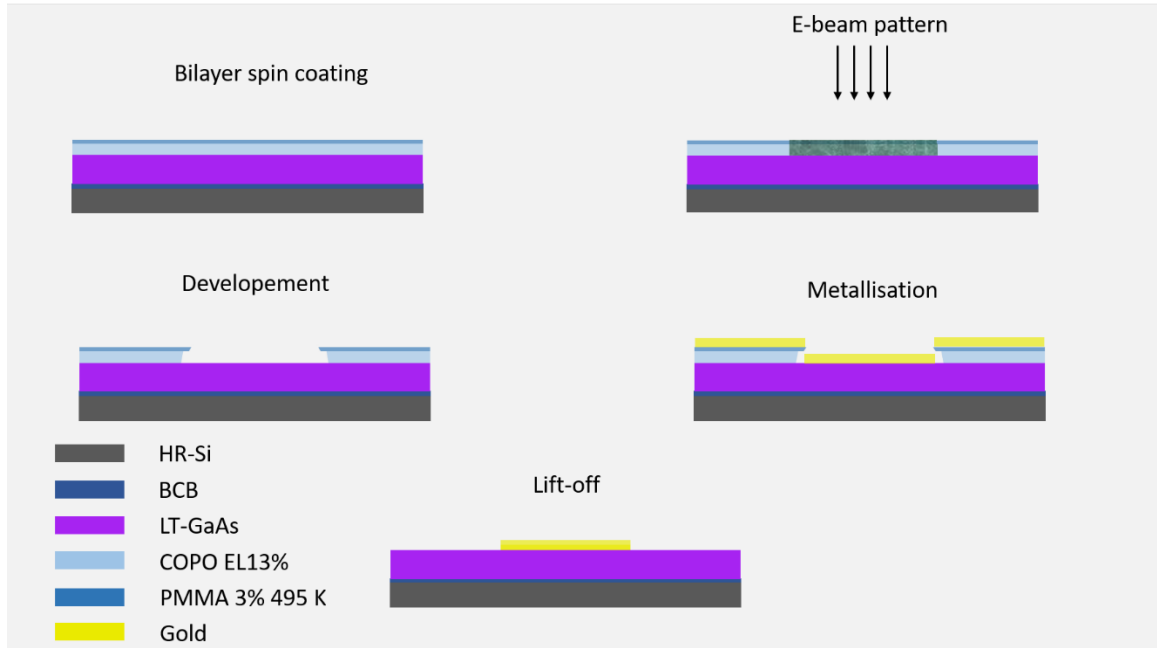 Bilayer spin coating
E-beam pattern
Developement
Metallisation
HR-Si
BCB
LT-GaAs
COPO EL13%
PMMA 3% 495 K
Gold
Lift-off